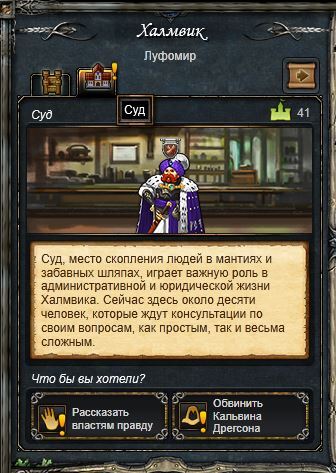 Халмвик
Луфомир
Суд
Суд
41
Суд, место скопления людей в мантиях и
забавных шляпах, играет важную роль в
административной и юридической жизни
Халмвика. Сейчас здесь около десяти
человек, которые ждут консультации по
своим вопросам, как простым, так и весьма
сложным.
Что бы вы хотели?
Рассказать
властям правду
Обвинить
Кальвина
Дрегсона